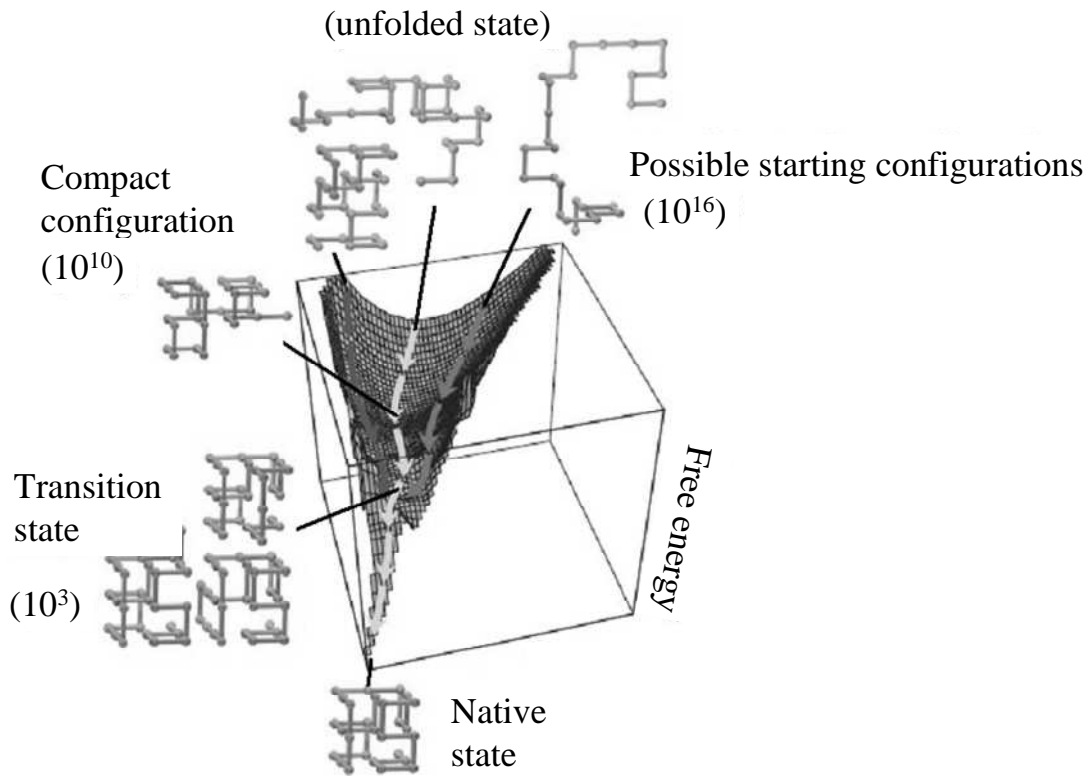 (unfolded state)
Possible starting configurations
(10¹⁶)
Compact
configuration
(10¹⁰)
Transition
state
(10³)
Free energy
Native
state